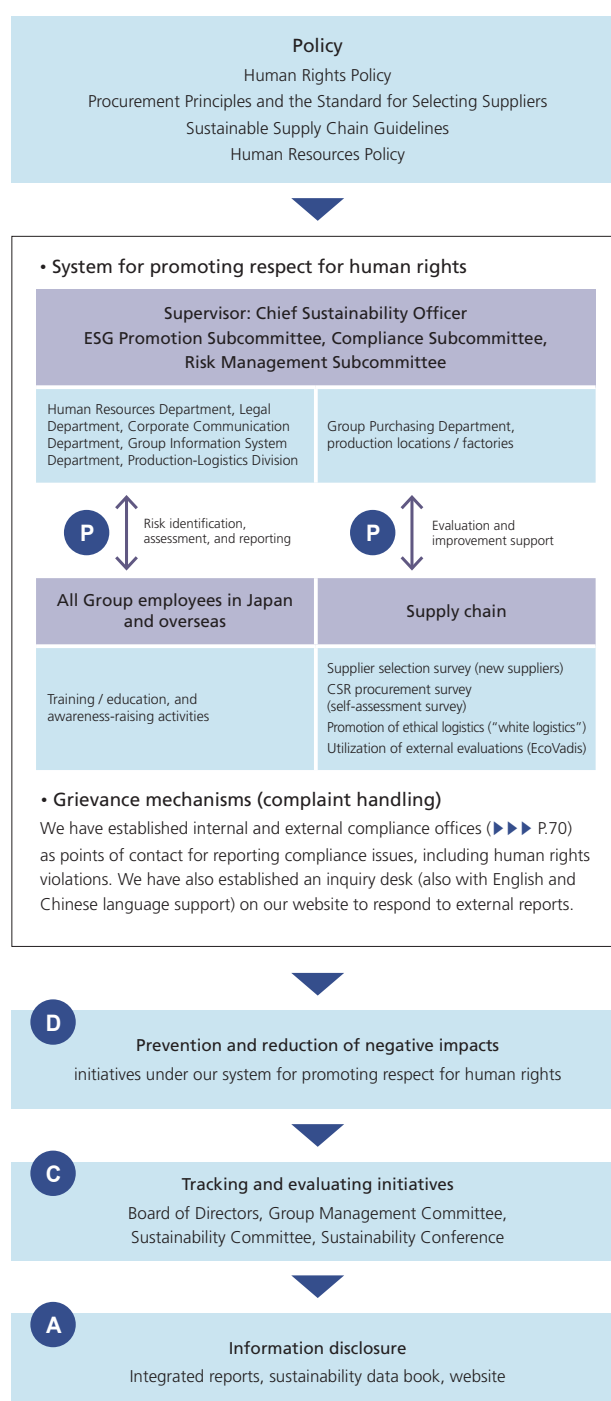 Policy
Human Rights Policy
Procurement Principles and the Standard for Selecting Suppliers
Sustainable Supply Chain Guidelines
Human Resources Policy
• System for promoting respect for human rights
Supervisor: Chief Sustainability Officer
ESG Promotion Subcommittee, Compliance Subcommittee,
Risk Management Subcommittee
Human Resources Department, Legal
Department, Corporate Communication
Department, Group Information System
Department, Production-Logistics Division
Group Purchasing Department,
production locations / factories
P
Risk identification,
assessment, and reporting
P
Evaluation and
improvement support
All Group employees in Japan
and overseas
Supply chain
Training / education, and
awareness-raising activities
Supplier selection survey (new suppliers)
CSR procurement survey
(self-assessment survey)
Promotion of ethical logistics (“white logistics”)
Utilization of external evaluations (EcoVadis)
• Grievance mechanisms (complaint handling)
We have established internal and external compliance offices (▶▶▶ P.70)
as points of contact for reporting compliance issues, including human rights
violations. We have also established an inquiry desk (also with English and
Chinese language support) on our website to respond to external reports.
D
Prevention and reduction of negative impacts
initiatives under our system for promoting respect for human rights
C
Tracking and evaluating initiatives
Board of Directors, Group Management Committee,
Sustainability Committee, Sustainability Conference
A
Information disclosure
Integrated reports, sustainability data book, website